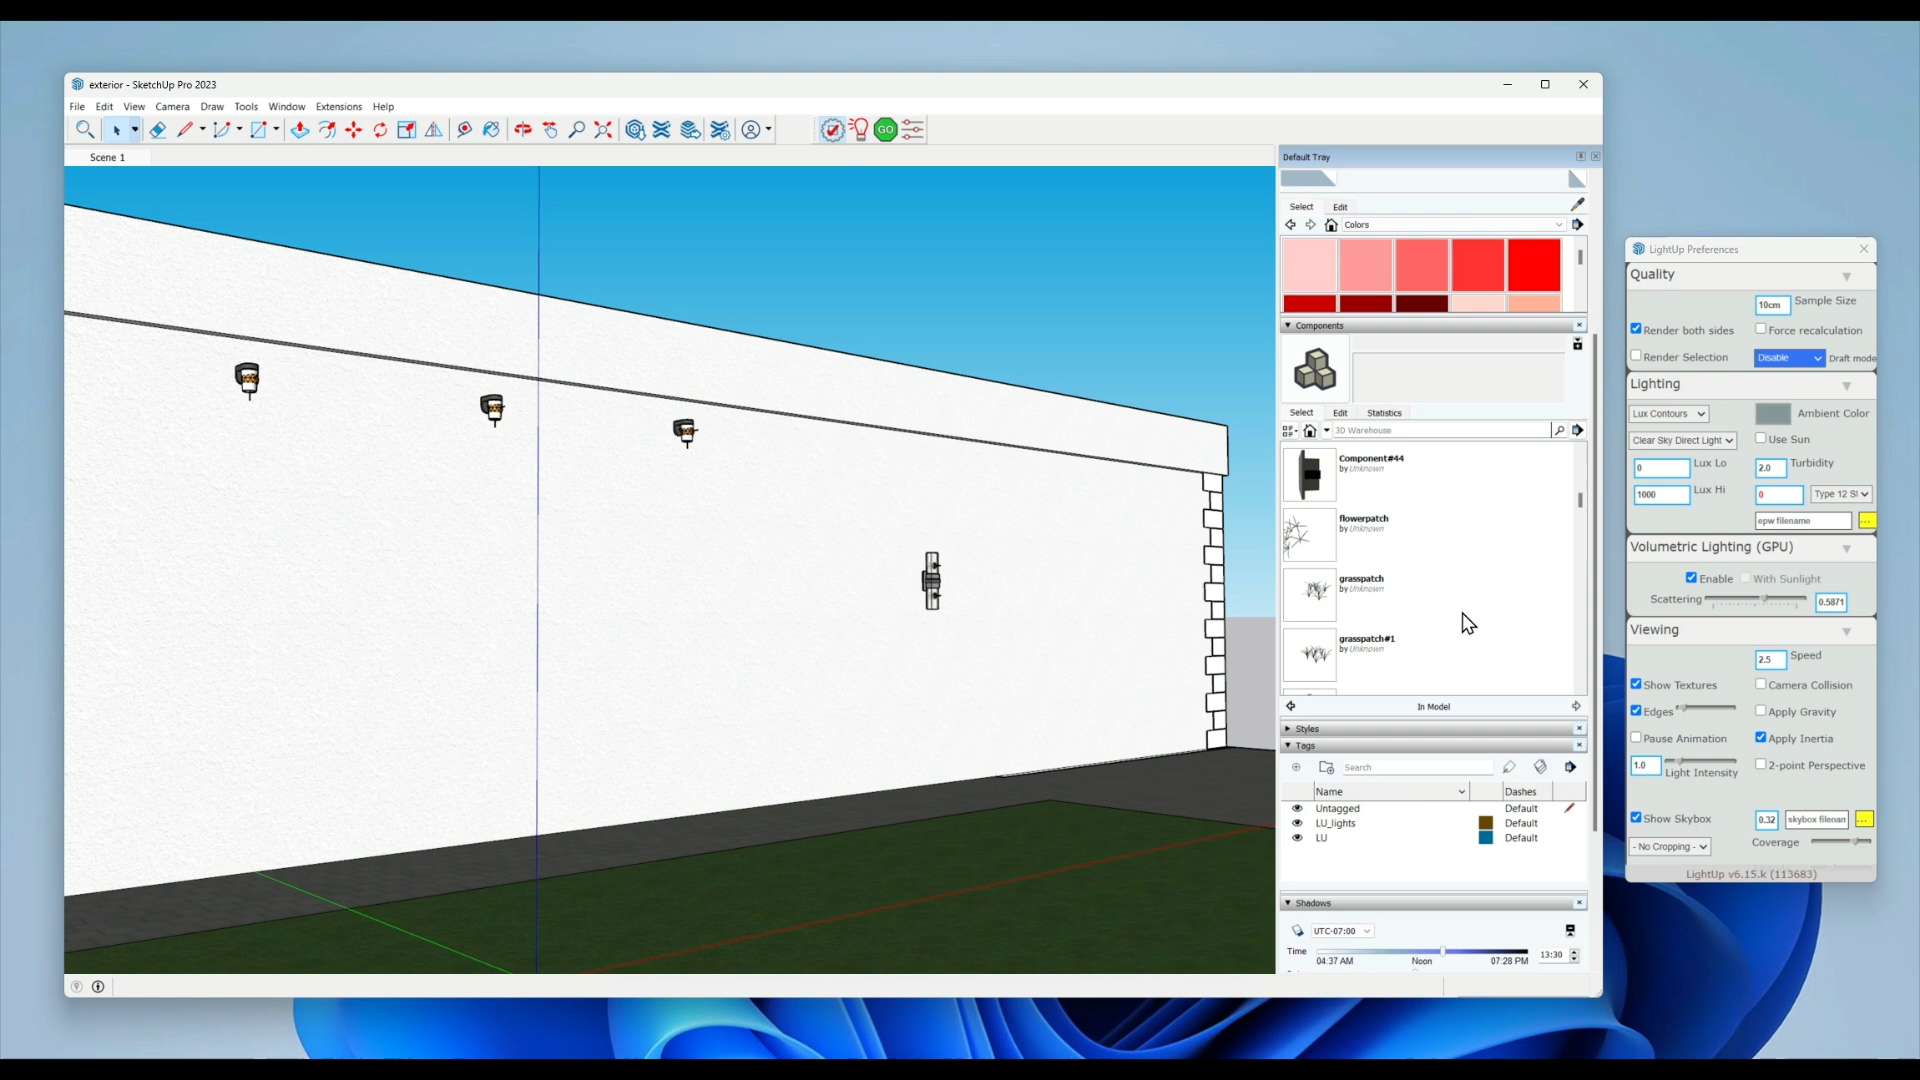 exterior - SketchUp Pro 2023
File Edit View Camera Draw Tools Window Extensions Help
GO
Scene 1
Default Tray
Select Edit
Colors
Components
Select Edit Statistics
3D Warehouse
Component#44
by Unknown
flowerpatch
by Unknown
grasspatch
by Unknown
grasspatch#1
by Unknown
In Model
Styles
Tags
Search
Name Dashes
Untagged Default
LU_lights Default
LU Default
Shadows
UTC-07:00
Time 13:30
04:37 AM Noon 07:28 PM
LightUp Preferences
Quality
10cm Sample Size
Render both sides Force recalculation
Render Selection Disable Draft mode
Lighting
Lux Contours Ambient Color
Clear Sky Direct Light Use Sun
0 Lux Lo 2.0 Turbidity
1000 Lux Hi 0 Type 12 S
epw filename ...
Volumetric Lighting (GPU)
Enable With Sunlight
Scattering 0.5871
Viewing
2.5 Speed
Show Textures Camera Collision
Edges Apply Gravity
Pause Animation Apply Inertia
1.0 Light Intensity 2-point Perspective
Show Skybox 0.32 skybox filenam ...
- No Cropping - Coverage
LightUp v6.15.k (113683)